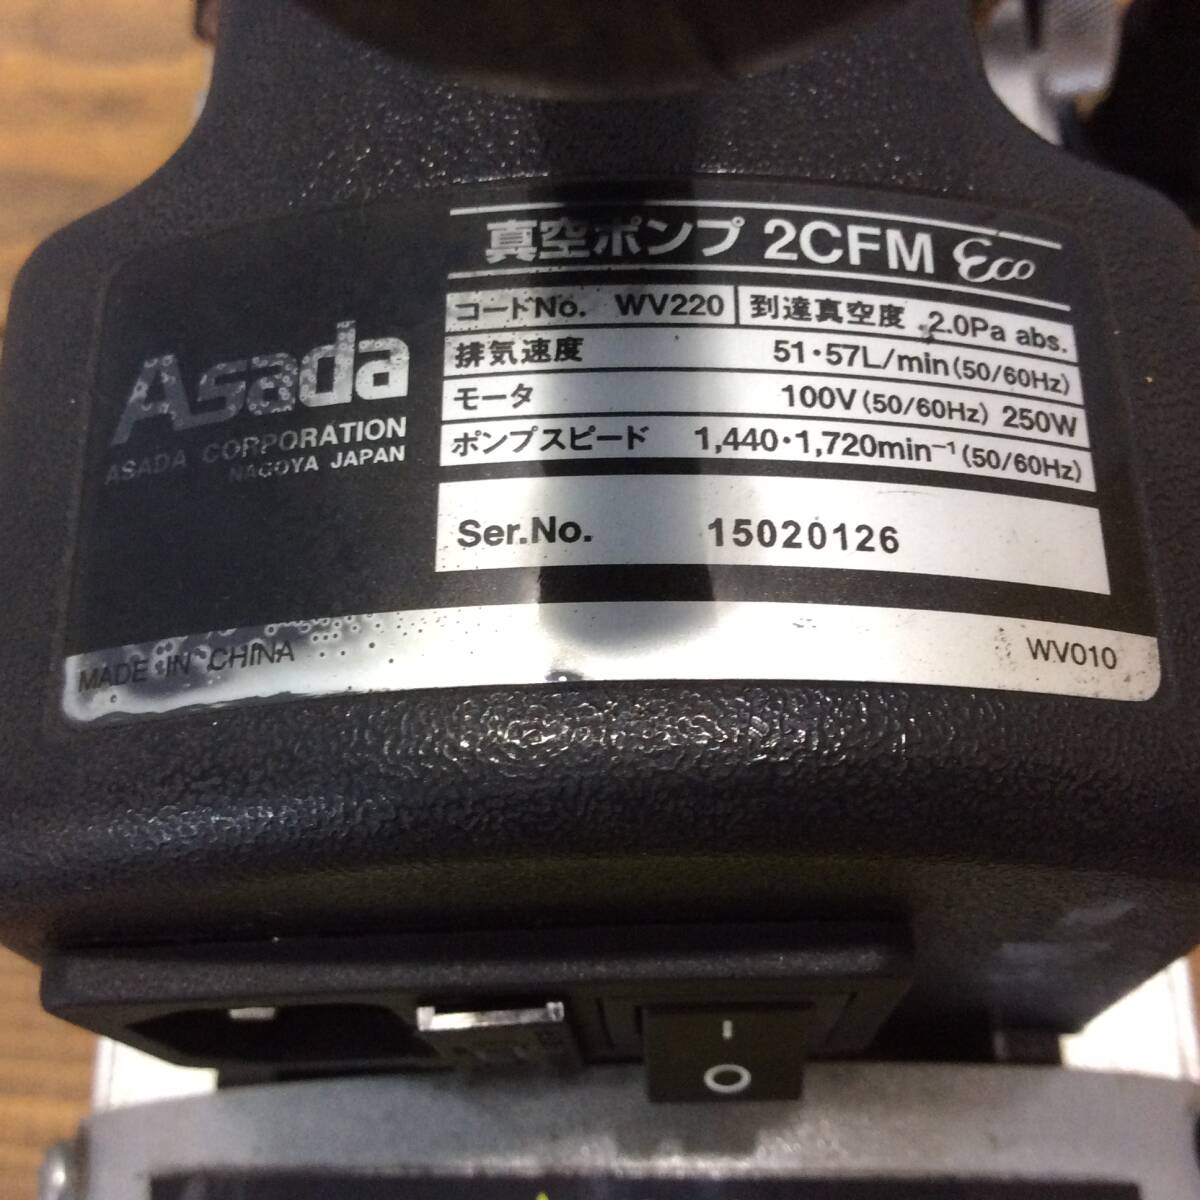 真空ポンプ 2CFM Eco
コードNo. WV220 到達真空度 2.0Pa abs.
排気速度 51・57L/min(50/60Hz)
モータ 100V(50/60Hz) 250W
ポンプスピード 1,440・1,720min⁻¹(50/60Hz)
Ser.No. 15020126
Asada
ASADA CORPORATION
NAGOYA JAPAN
MADE IN CHINA
WV010